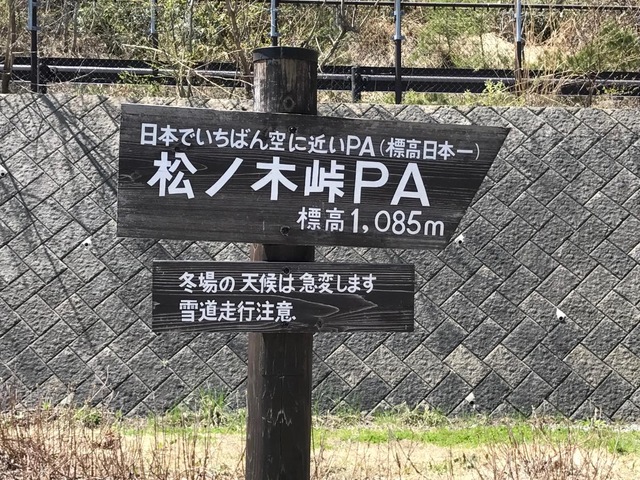 日本でいちばん空に近いPA(標高日本一)
松ノ木峠PA
標高1,085m
冬場の天候は急変します
雪道走行注意.